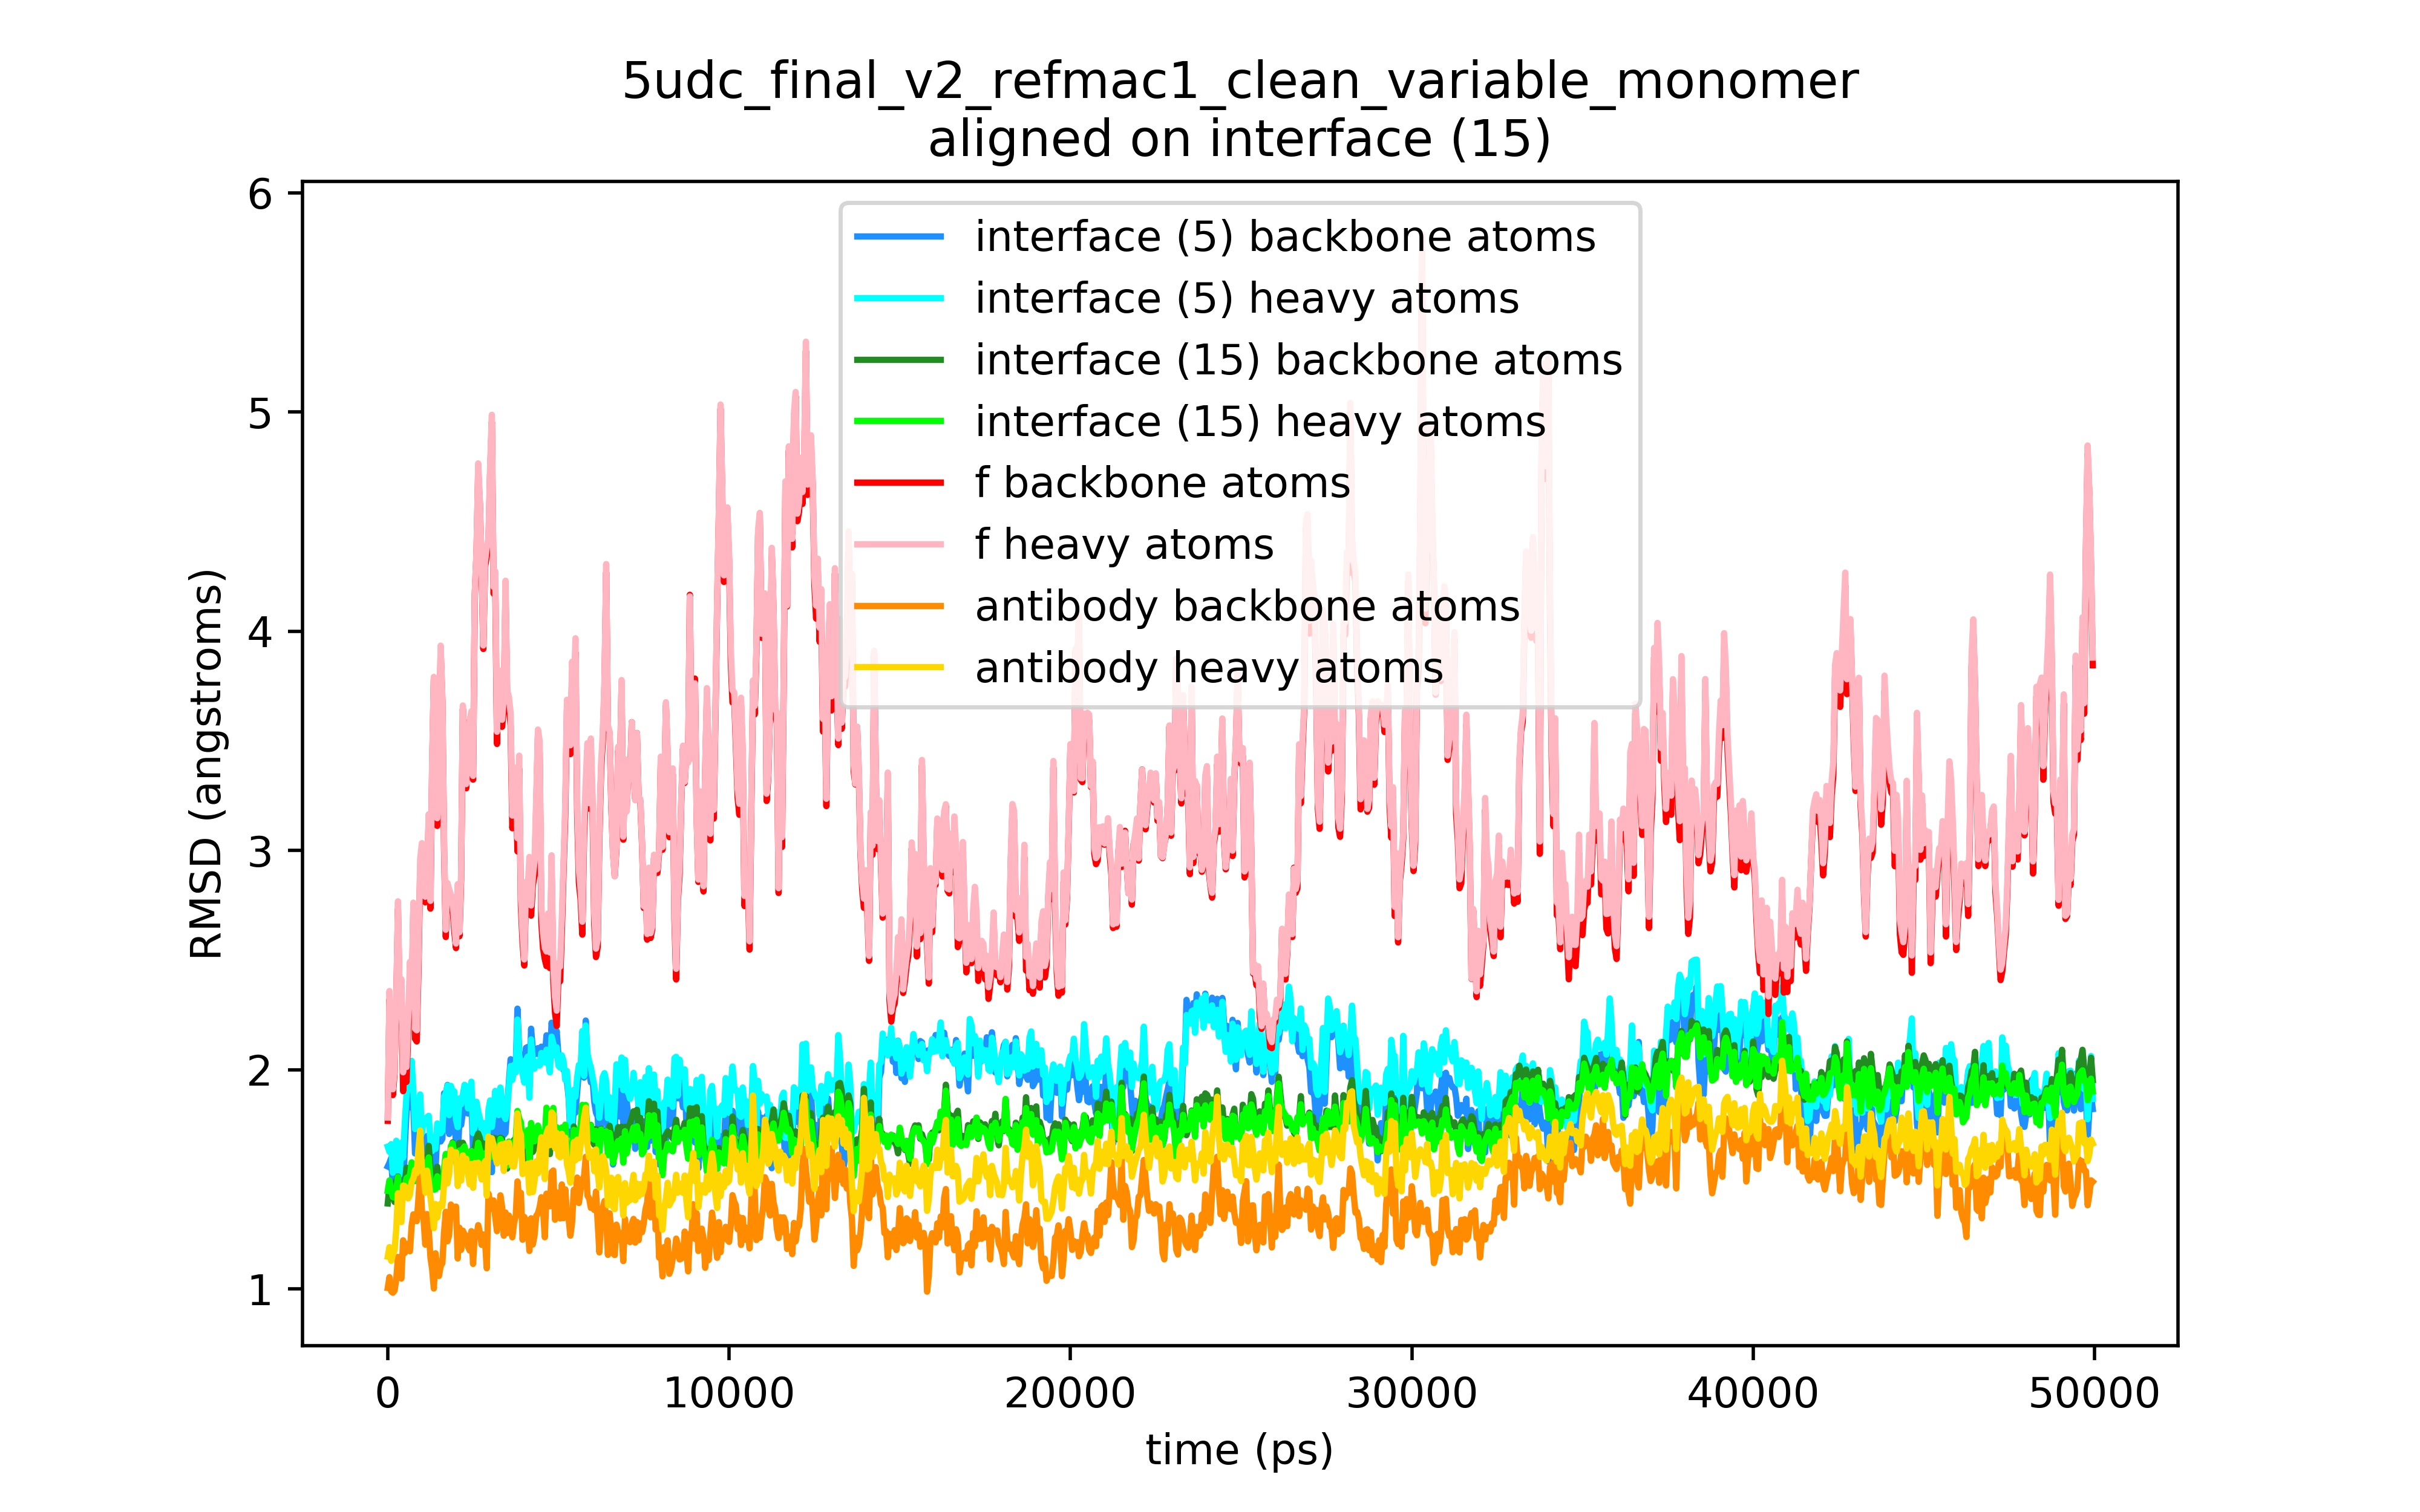 5udc_final_v2_refmac1_clean_variable_monomer
aligned on interface (15)
6
5
4
3
2
1
RMSD (angstroms)
interface (5) backbone atoms
interface (5) heavy atoms
interface (15) backbone atoms
interface (15) heavy atoms
f backbone atoms
f heavy atoms
antibody backbone atoms
antibody heavy atoms
0
10000
20000
30000
40000
50000
time (ps)